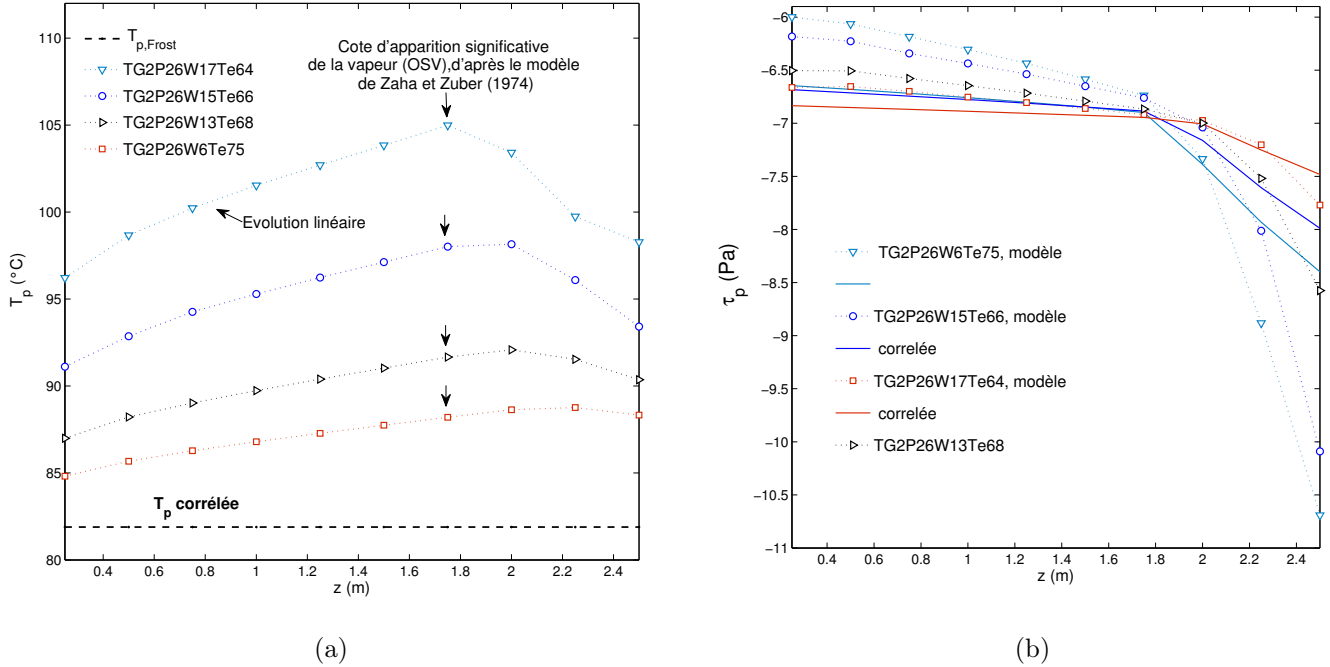 110
105
100
95
90
85
80
T_p (°C)
0.4 0.6 0.8 1 1.2 1.4 1.6 1.8 2 2.2 2.4
z (m)
T_p,Frost
TG2P26W17Te64
TG2P26W15Te66
TG2P26W13Te68
TG2P26W6Te75
Cote d'apparition significative
de la vapeur (OSV),d'après le modèle
de Zaha et Zuber (1974)
Evolution linéaire
T_p corrélée
(a)
−6
−6.5
−7
−7.5
−8
−8.5
−9
−9.5
−10
−10.5
−11
τ_p (Pa)
0.4 0.6 0.8 1 1.2 1.4 1.6 1.8 2 2.2 2.4
z (m)
TG2P26W6Te75, modèle
TG2P26W15Te66, modèle
correlée
TG2P26W17Te64, modèle
correlée
TG2P26W13Te68
(b)